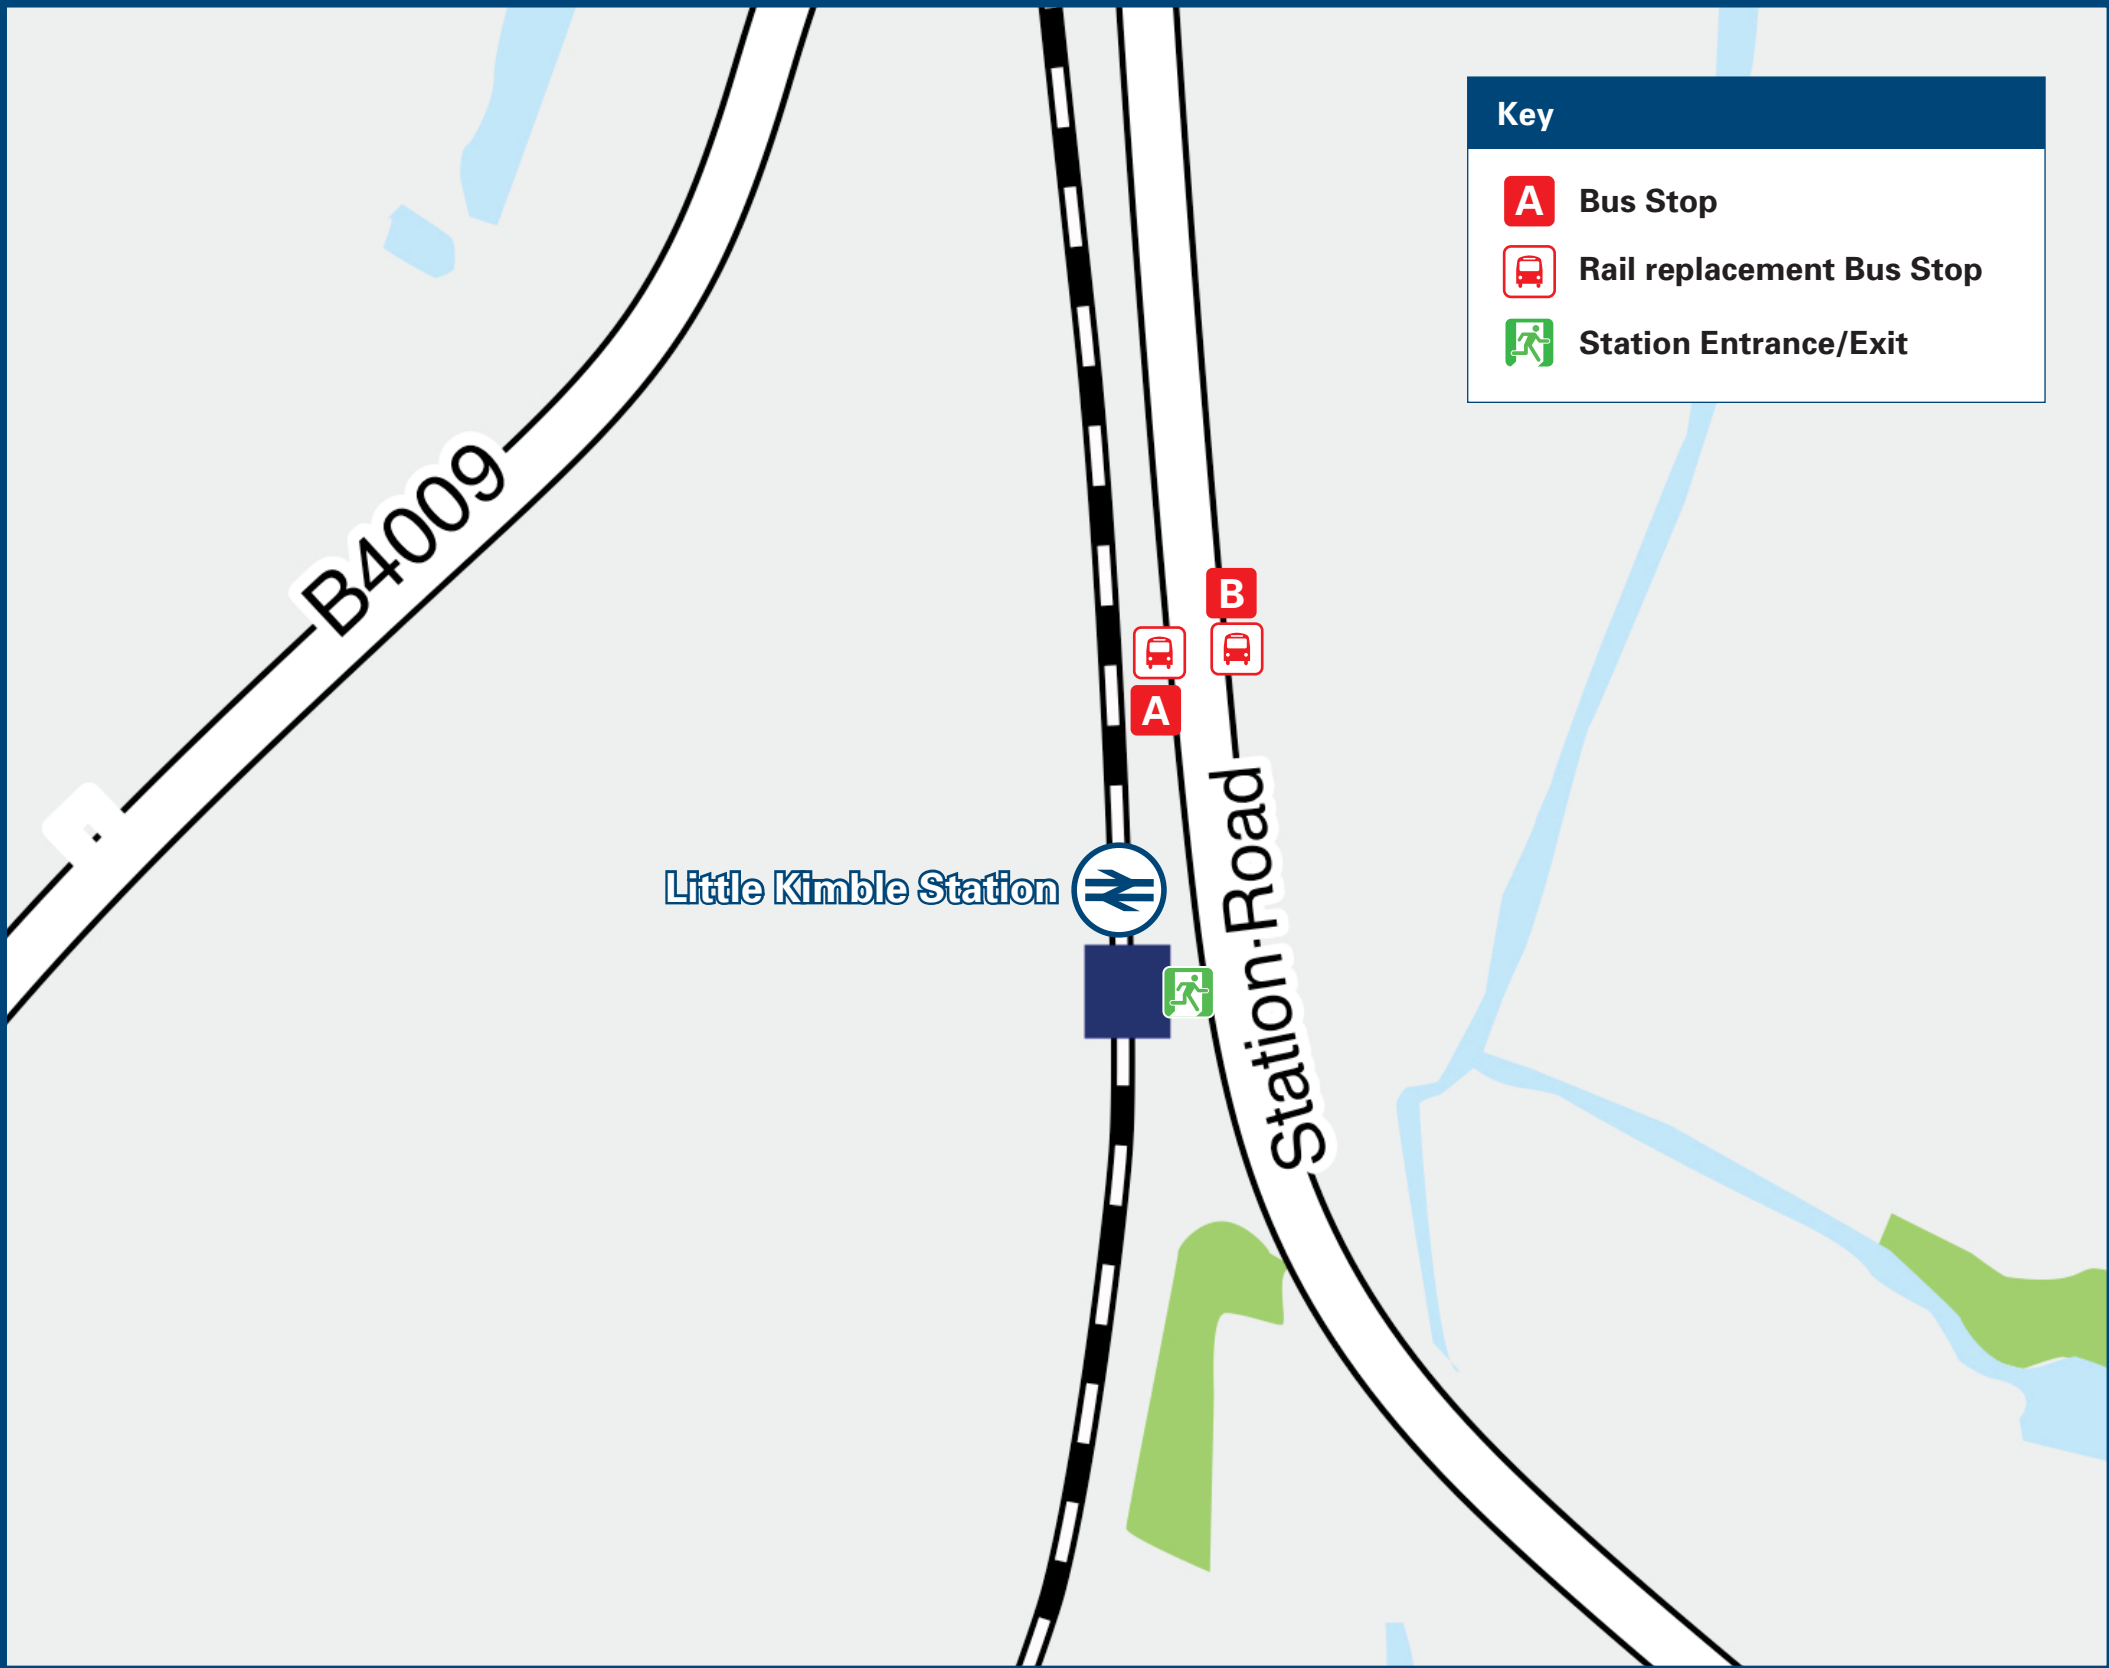 Key
A Bus Stop
Rail replacement Bus Stop
Station Entrance/Exit
B4009
B
A
Little Kimble Station
Station Road